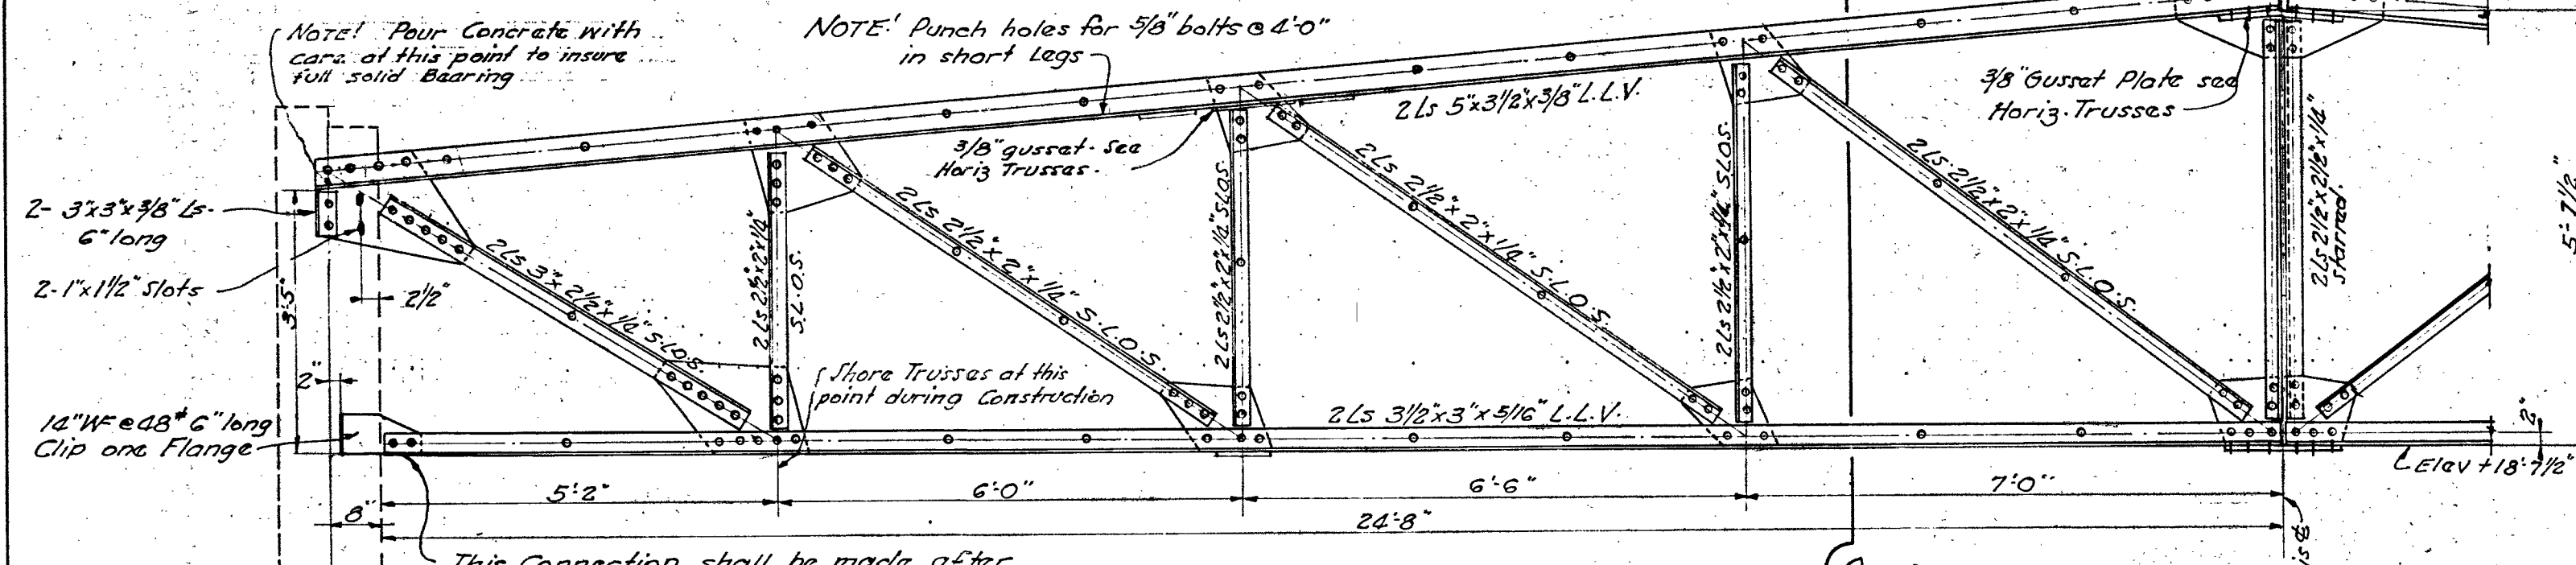 NOTE! Pour Concrete with
care at this point to insure
full solid Bearing
NOTE! Punch holes for 5/8" bolts @ 4'-0"
in short Legs
2 Ls 5"x3 1/2"x3/8" L.L.V.
3/8" Gusset Plate see
Horiz. Trusses
3/8" gusset - See
Horiz Trusses.
2- 3"x3"x3/8" Ls.
6" long
2- 1"x1 1/2" Slots
2 1/2"
3'-5"
2"
14" WF @ 48# 6" long
Clip one Flange
2 Ls 3"x2 1/2"x1/4" S.L.O.S.
2 Ls 2 1/2"x2"x1/4"
S.L.O.S.
2 Ls 2 1/2"x2"x1/4" S.L.O.S.
2 Ls 2 1/2"x2"x1/4" SLOS
2 Ls 2 1/2"x2"x1/4" S.L.O.S.
2 Ls 2 1/2"x2"x1/4" SLOS.
2 Ls 2 1/2"x2"x1/4" S.L.O.S.
2 Ls 2 1/2"x2 1/2"x1/4"
starred.
5'-7 1/2"
Shore Trusses at this
point during Construction
2 Ls 3 1/2"x3"x5/16" L.L.V.
2"
Elev +18'-7 1/2"
5'-2"
6'-0"
6'-6"
7'-0"
8"
24'-8"
This Connection shall be made after